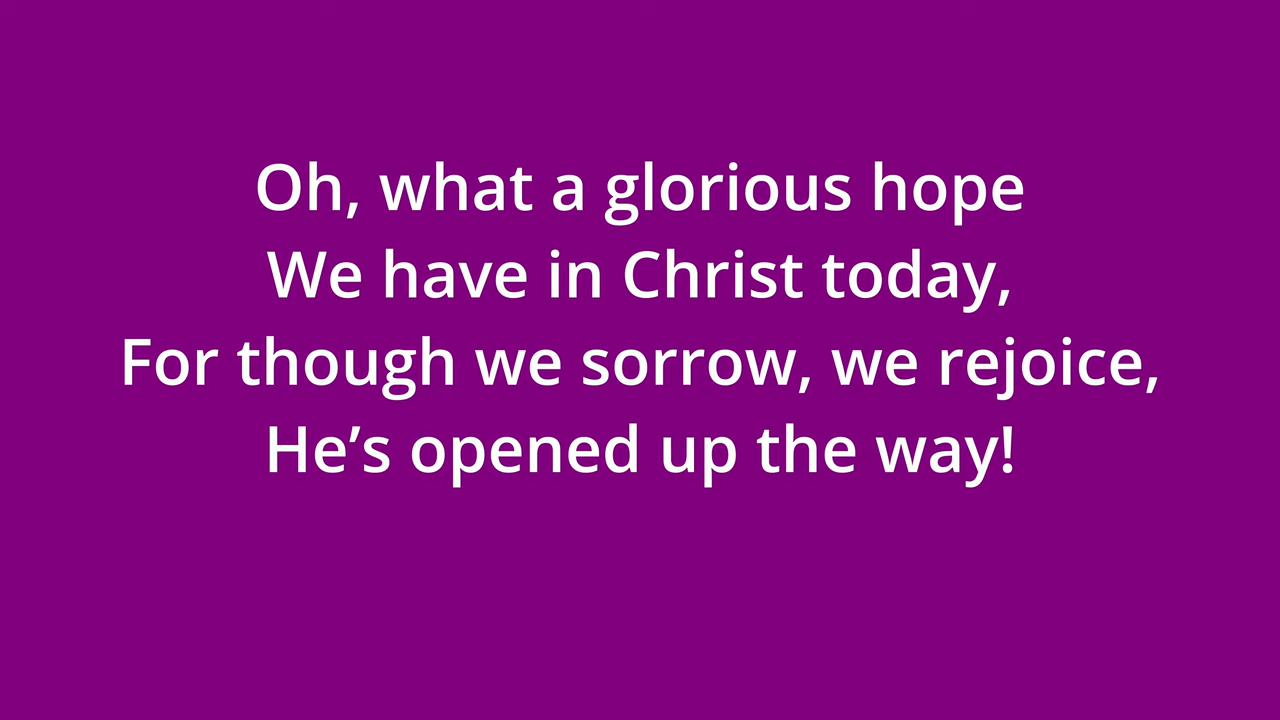 Oh, what a glorious hope
We have in Christ today,
For though we sorrow, we rejoice,
He’s opened up the way!